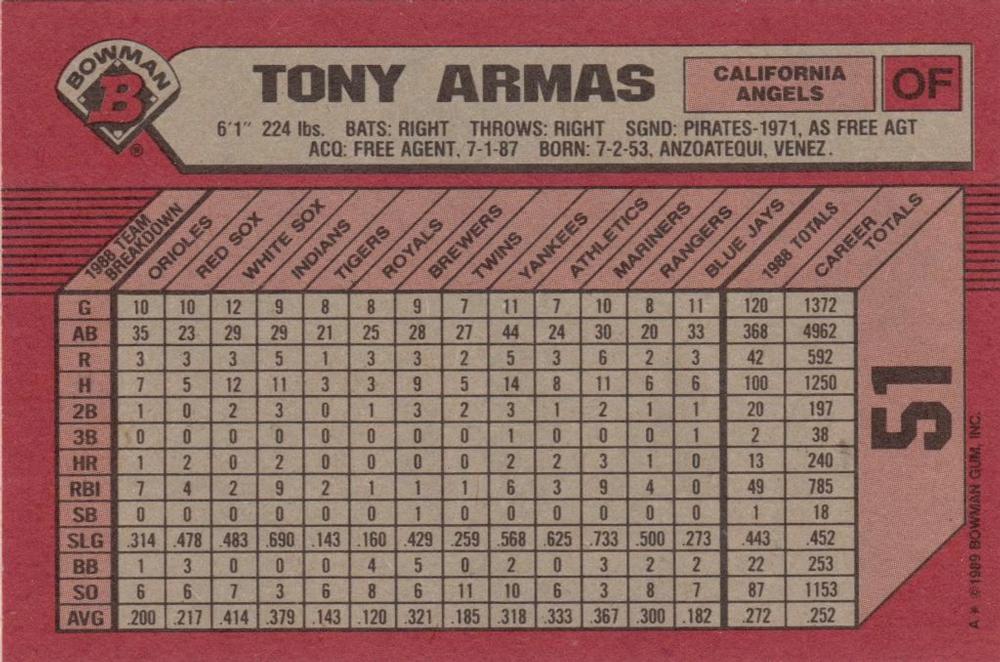 BOWMAN
B
®
TONY ARMAS
CALIFORNIA
ANGELS
OF
6'1" 224 lbs. BATS: RIGHT THROWS: RIGHT SGND: PIRATES-1971, AS FREE AGT
ACQ: FREE AGENT, 7-1-87 BORN: 7-2-53, ANZOATEQUI, VENEZ.
1988 TEAM BREAKDOWN ORIOLES RED SOX WHITE SOX INDIANS TIGERS ROYALS BREWERS TWINS YANKEES ATHLETICS MARINERS RANGERS BLUE JAYS 1988 TOTALS CAREER TOTALS
G 10 10 12 9 8 8 9 7 11 7 10 8 11 120 1372
AB 35 23 29 29 21 25 28 27 44 24 30 20 33 368 4962
R 3 3 3 5 1 3 3 2 5 3 6 2 3 42 592
H 7 5 12 11 3 3 9 5 14 8 11 6 6 100 1250
2B 1 0 2 3 0 1 3 2 3 1 2 1 1 20 197
3B 0 0 0 0 0 0 0 0 1 0 0 0 1 2 38
HR 1 2 0 2 0 0 0 0 2 2 3 1 0 13 240
RBI 7 4 2 9 2 1 1 1 6 3 9 4 0 49 785
SB 0 0 0 0 0 0 1 0 0 0 0 0 0 1 18
SLG .314 .478 .483 .690 .143 .160 .429 .259 .568 .625 .733 .500 .273 .443 .452
BB 1 3 0 0 0 4 5 0 2 0 3 2 2 22 253
SO 6 6 7 3 6 8 6 11 10 6 3 8 7 87 1153
AVG .200 .217 .414 .379 .143 .120 .321 .185 .318 .333 .367 .300 .182 .272 .252
51
A * ©1989 BOWMAN GUM, INC.